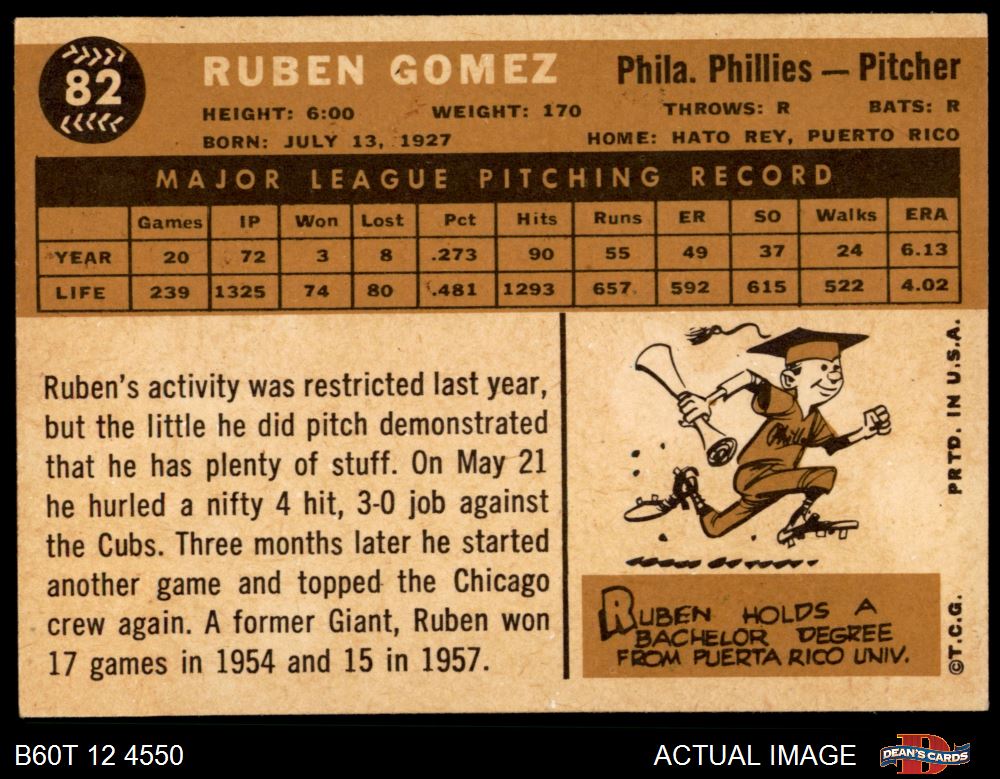 82
RUBEN GOMEZ
Phila. Phillies — Pitcher
HEIGHT: 6:00 WEIGHT: 170 THROWS: R BATS: R
BORN: JULY 13, 1927 HOME: HATO REY, PUERTO RICO
MAJOR LEAGUE PITCHING RECORD
Games IP Won Lost Pct Hits Runs ER SO Walks ERA
YEAR 20 72 3 8 .273 90 55 49 37 24 6.13
LIFE 239 1325 74 80 .481 1293 657 592 615 522 4.02
Ruben's activity was restricted last year,
but the little he did pitch demonstrated
that he has plenty of stuff. On May 21
he hurled a nifty 4 hit, 3-0 job against
the Cubs. Three months later he started
another game and topped the Chicago
crew again. A former Giant, Ruben won
17 games in 1954 and 15 in 1957.
RUBEN HOLDS A
BACHELOR DEGREE
FROM PUERTA RICO UNIV.
PRTD. IN U.S.A.
©T.C.G.
B60T 12 4550
ACTUAL IMAGE
DEAN'S CARDS